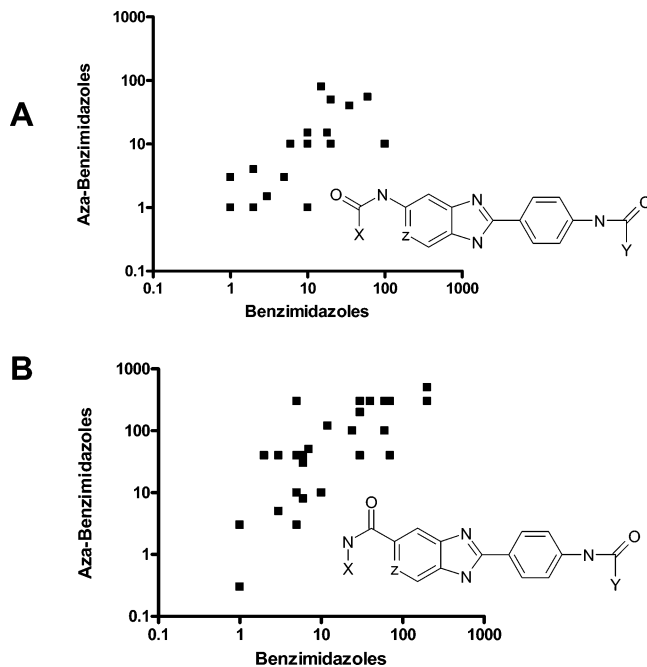 A
1000
100
10
1
0.1
Aza-Benzimidazoles
0.1 1 10 100 1000
Benzimidazoles
O N N N N O
X Z Y
B
1000
100
10
1
0.1
Aza-Benzimidazoles
0.1 1 10 100 1000
Benzimidazoles
O
N N N O
X Z N Y